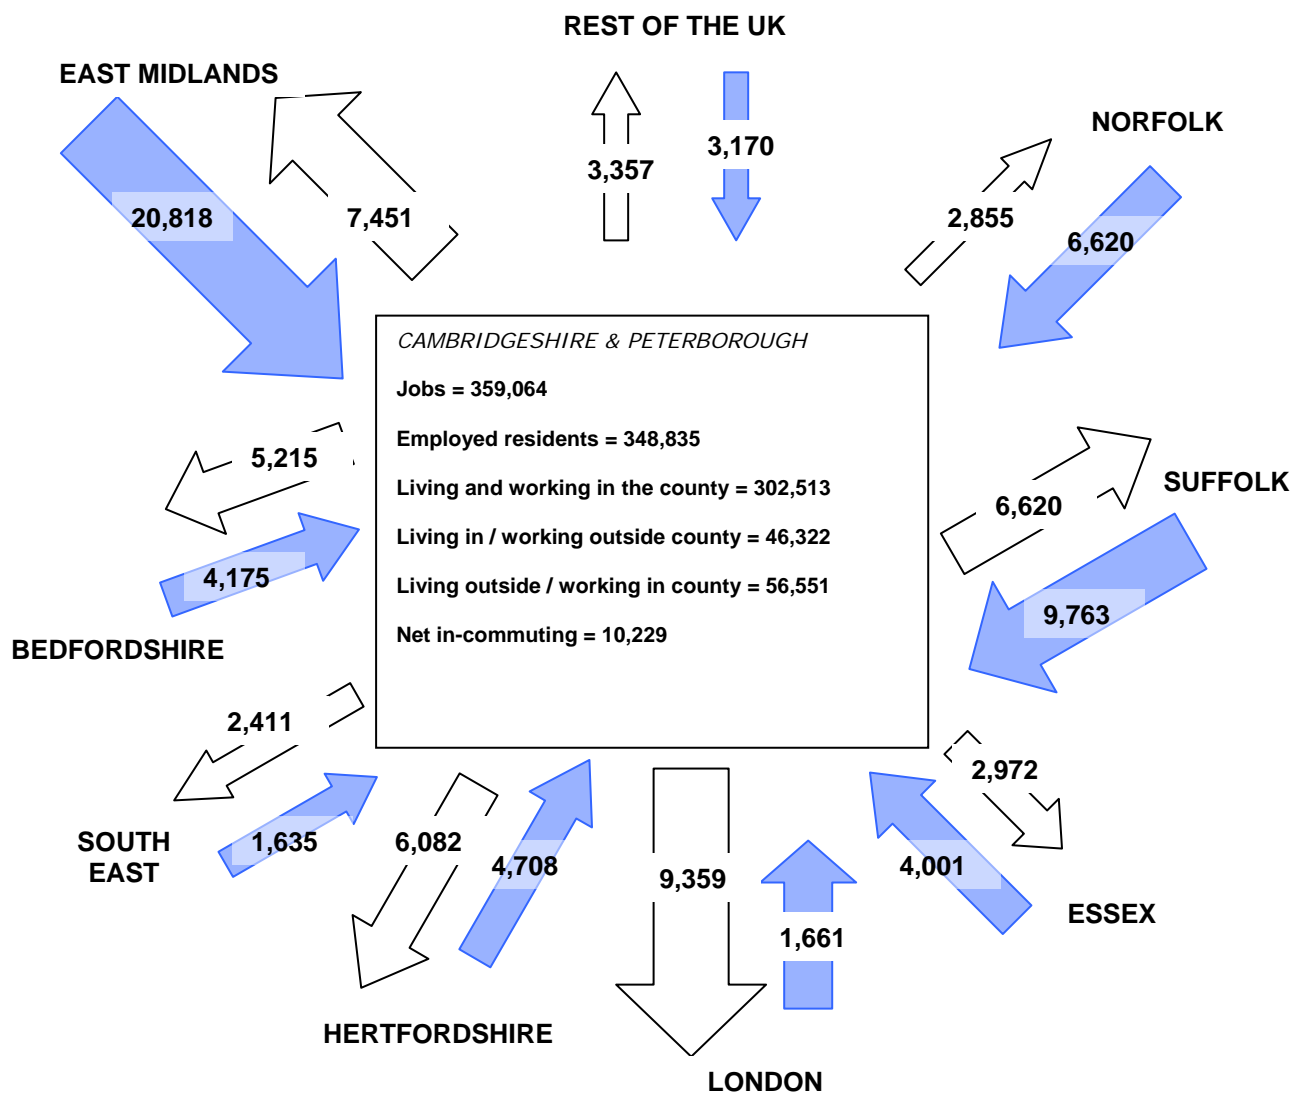 REST OF THE UK
EAST MIDLANDS
NORFOLK
3,357
3,170
20,818
7,451
2,855
6,620
CAMBRIDGESHIRE & PETERBOROUGH
Jobs = 359,064
Employed residents = 348,835
Living and working in the county = 302,513
Living in / working outside county = 46,322
Living outside / working in county = 56,551
Net in-commuting = 10,229
5,215
4,175
BEDFORDSHIRE
6,620
SUFFOLK
9,763
2,411
1,635
SOUTH
EAST
6,082
4,708
HERTFORDSHIRE
9,359
1,661
LONDON
2,972
4,001
ESSEX